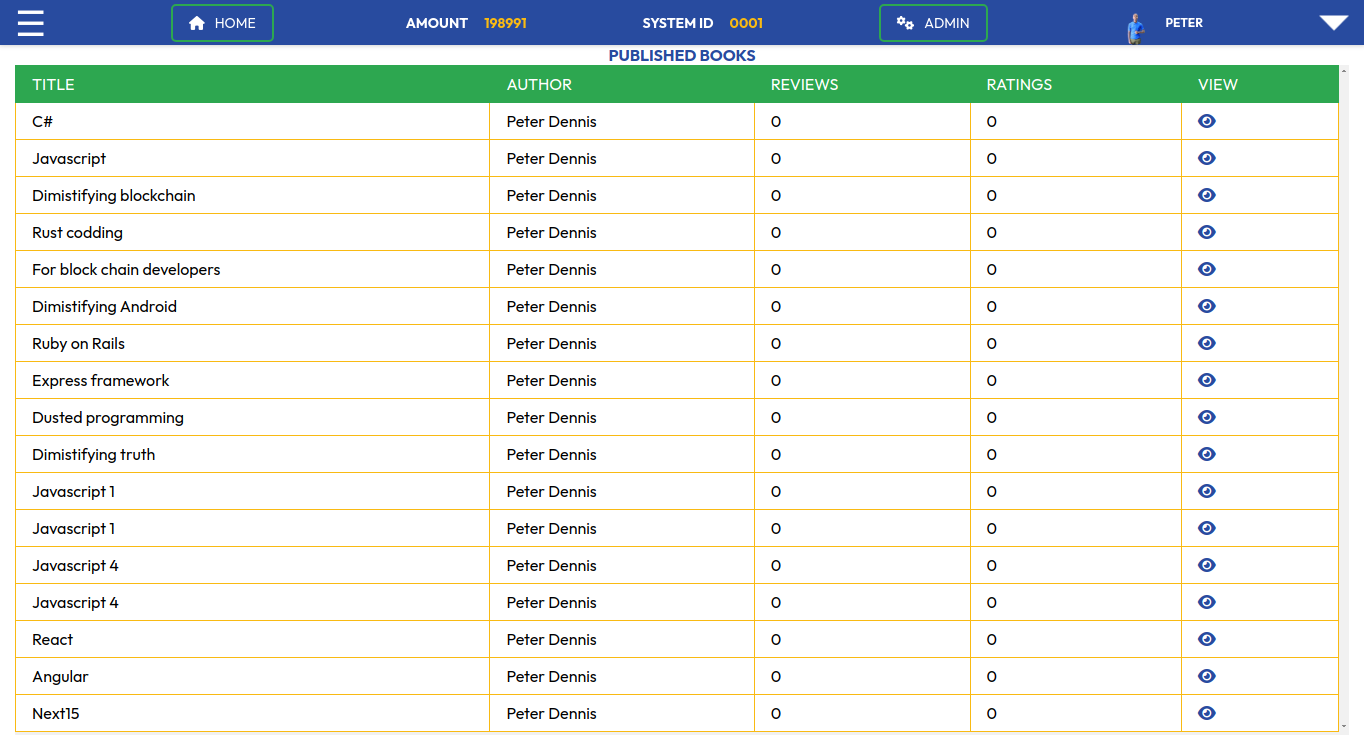 HOME AMOUNT 198991 SYSTEM ID 0001 ADMIN PETER
PUBLISHED BOOKS
TITLE AUTHOR REVIEWS RATINGS VIEW
C# Peter Dennis 0 0
Javascript Peter Dennis 0 0
Dimistifying blockchain Peter Dennis 0 0
Rust codding Peter Dennis 0 0
For block chain developers Peter Dennis 0 0
Dimistifying Android Peter Dennis 0 0
Ruby on Rails Peter Dennis 0 0
Express framework Peter Dennis 0 0
Dusted programming Peter Dennis 0 0
Dimistifying truth Peter Dennis 0 0
Javascript 1 Peter Dennis 0 0
Javascript 1 Peter Dennis 0 0
Javascript 4 Peter Dennis 0 0
Javascript 4 Peter Dennis 0 0
React Peter Dennis 0 0
Angular Peter Dennis 0 0
Next15 Peter Dennis 0 0